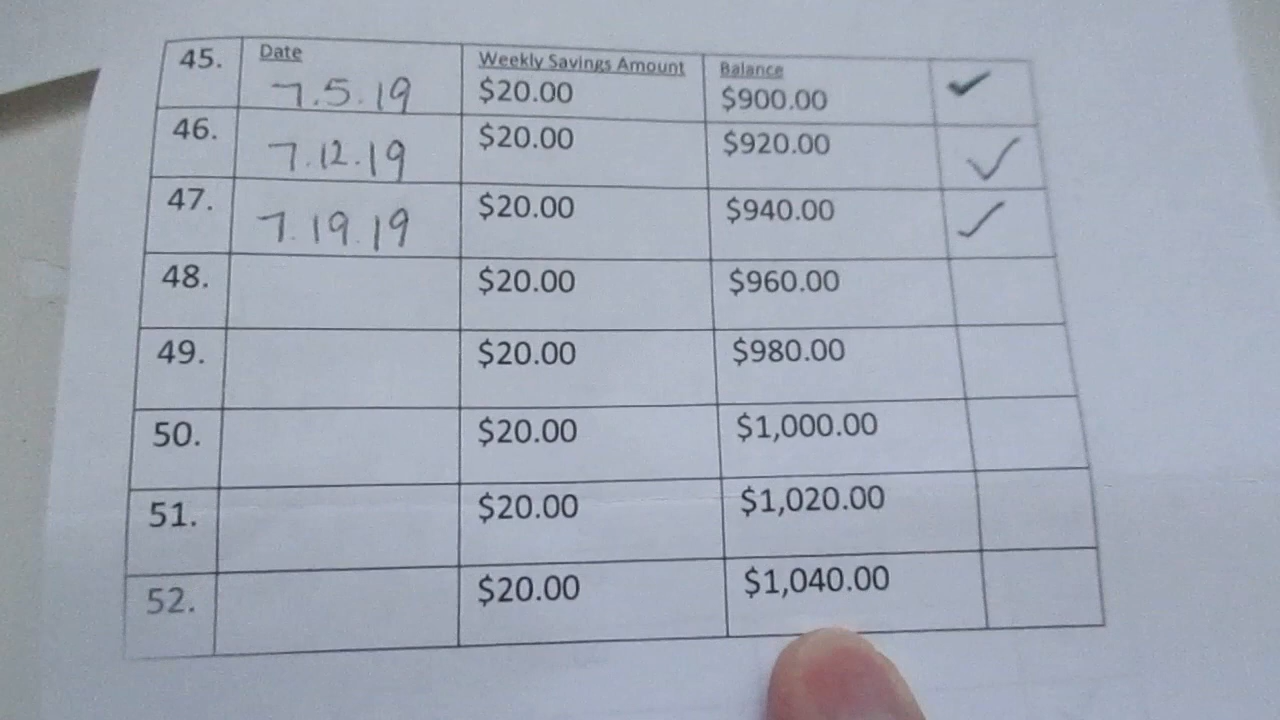 45. Date Weekly Savings Amount Balance
7.5.19 $20.00 $900.00 ✓
46. 7.12.19 $20.00 $920.00 ✓
47. 7.19.19 $20.00 $940.00 ✓
48. $20.00 $960.00
49. $20.00 $980.00
50. $20.00 $1,000.00
51. $20.00 $1,020.00
52. $20.00 $1,040.00